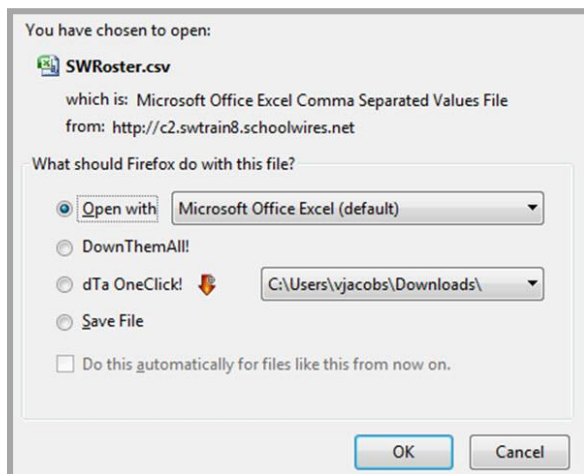 You have chosen to open:
SWRoster.csv
which is: Microsoft Office Excel Comma Separated Values File
from: http://c2.swtrain8.schoolwires.net
What should Firefox do with this file?
Open with Microsoft Office Excel (default)
DownThemAll!
dTa OneClick! C:\Users\vjacobs\Downloads\
Save File
Do this automatically for files like this from now on.
OK Cancel